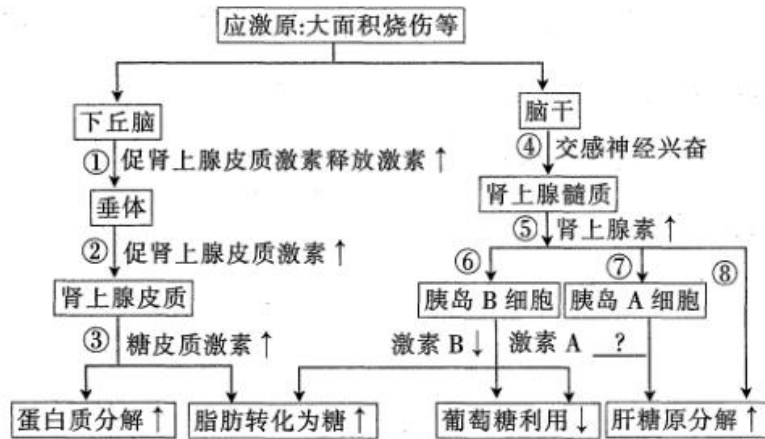 应激原:大面积烧伤等
下丘脑
脑干
① 促肾上腺皮质激素释放激素↑
④ 交感神经兴奋
垂体
肾上腺髓质
② 促肾上腺皮质激素↑
⑤ 肾上腺素↑
⑥ ⑦ ⑧
肾上腺皮质
胰岛 B 细胞
胰岛 A 细胞
③ 糖皮质激素↑
激素 B↓
激素 A ?
蛋白质分解↑
脂肪转化为糖↑
葡萄糖利用↓
肝糖原分解↑